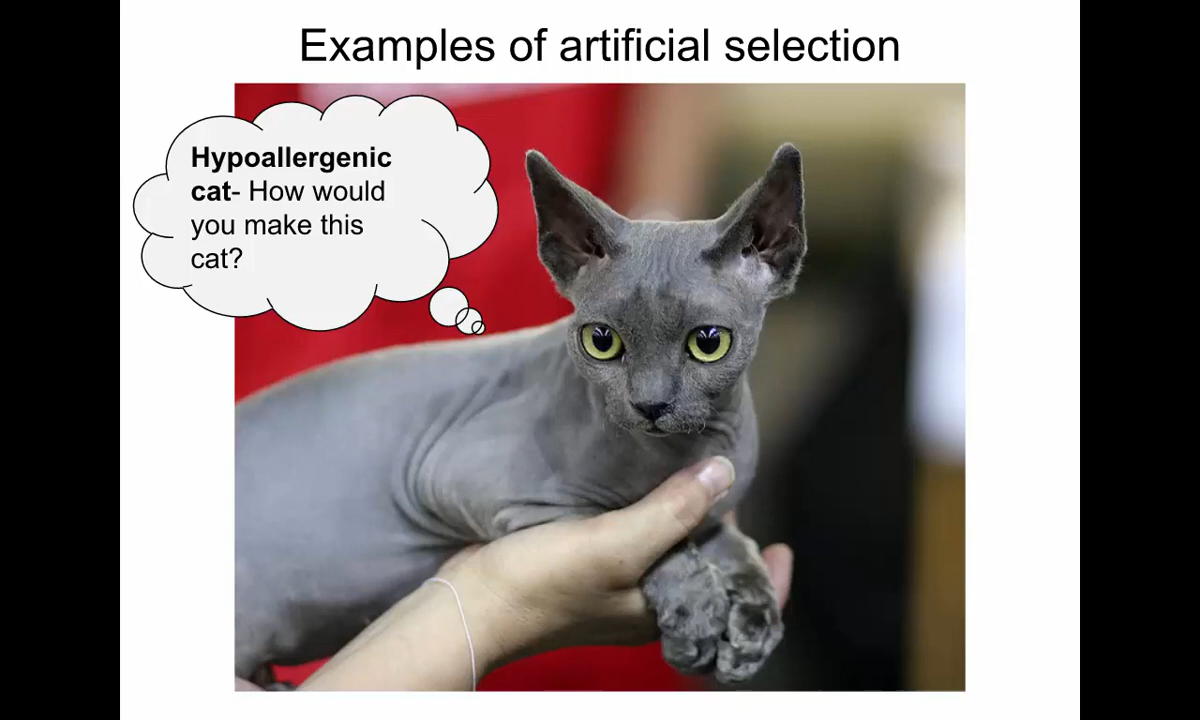 Examples of artificial selection
Hypoallergenic
cat- How would
you make this
cat?